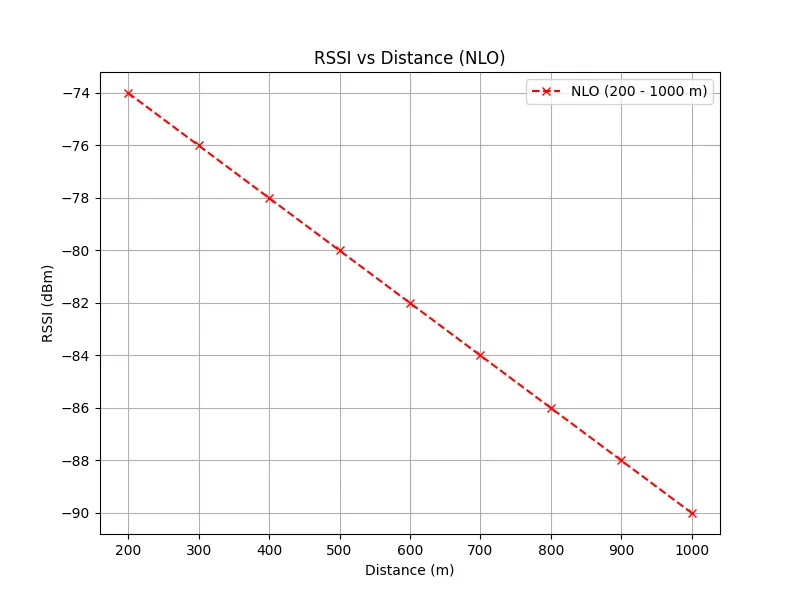 RSSI vs Distance (NLO)
NLO (200 - 1000 m)
−74
−76
−78
−80
−82
−84
−86
−88
−90
RSSI (dBm)
200 300 400 500 600 700 800 900 1000
Distance (m)